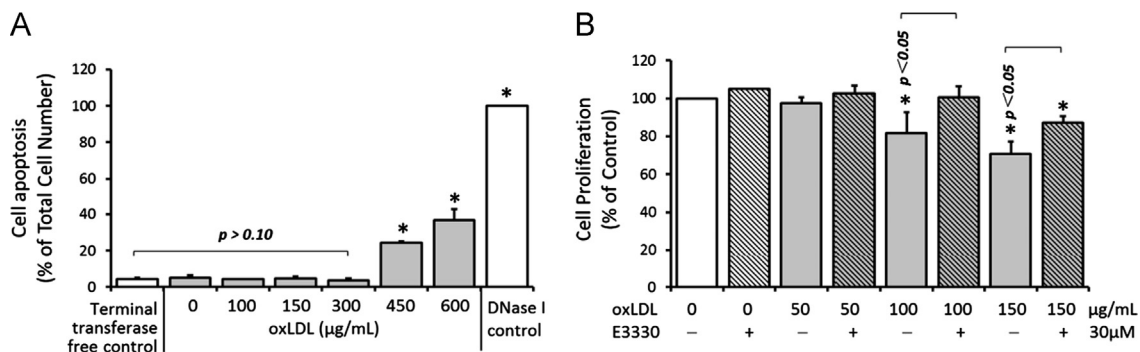 A
Cell apoptosis
(% of Total Cell Number)
120
100
80
60
40
20
0
p > 0.10
*
*
*
0 100 150 300 450 600
oxLDL (µg/mL)
Terminal
transferase
free control
DNase I
control
B
Cell Proliferation
(% of Control)
120
100
80
60
40
20
0
* p<0.05
* p<0.05
*
oxLDL 0 0 50 50 100 100 150 150 µg/mL
E3330 − + − + − + − + 30µM